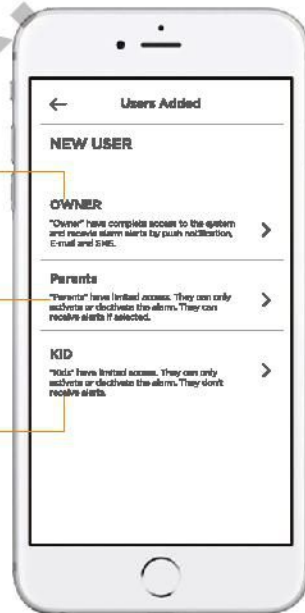 Users Added
NEW USER
OWNER
"Owner" have complete access to the system
and receive alarm alerts by push notification,
E-mail and SMS.
Parents
"Parents" have limited access. They can only
activate or deactivate the alarm. They can
receive alerts if selected.
KID
"Kids" have limited access. They can only
activate or deactivate the alarm. They don't
receive alerts.